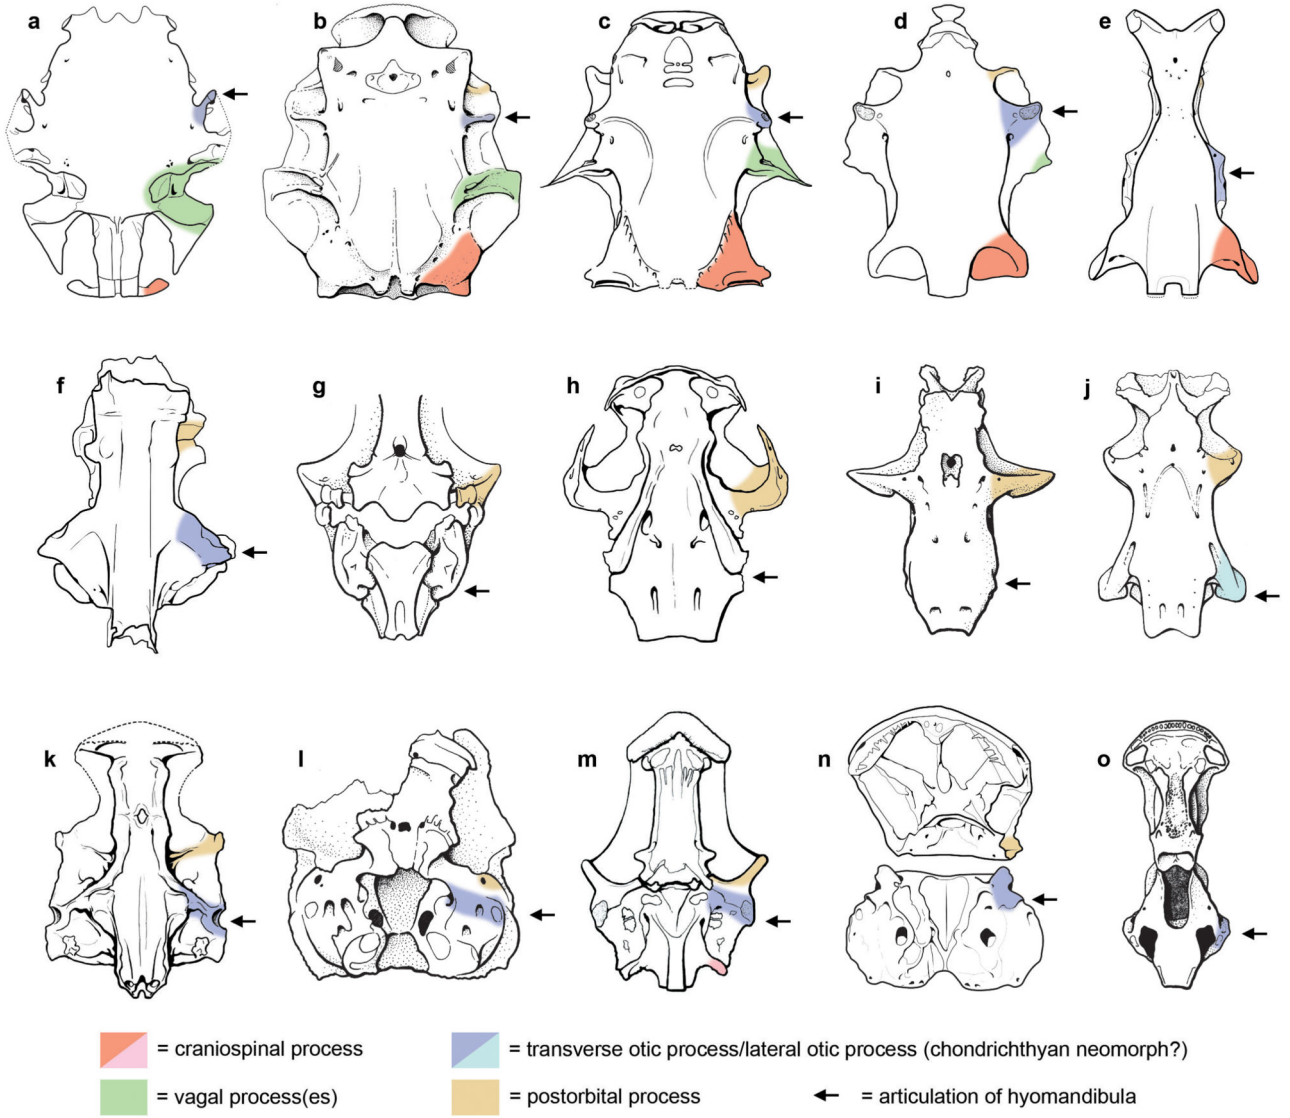 a b c d e
f g h i j
k l m n o
= craniospinal process
= transverse otic process/lateral otic process (chondrichthyan neomorph?)
= vagal process(es)
= postorbital process
= articulation of hyomandibula